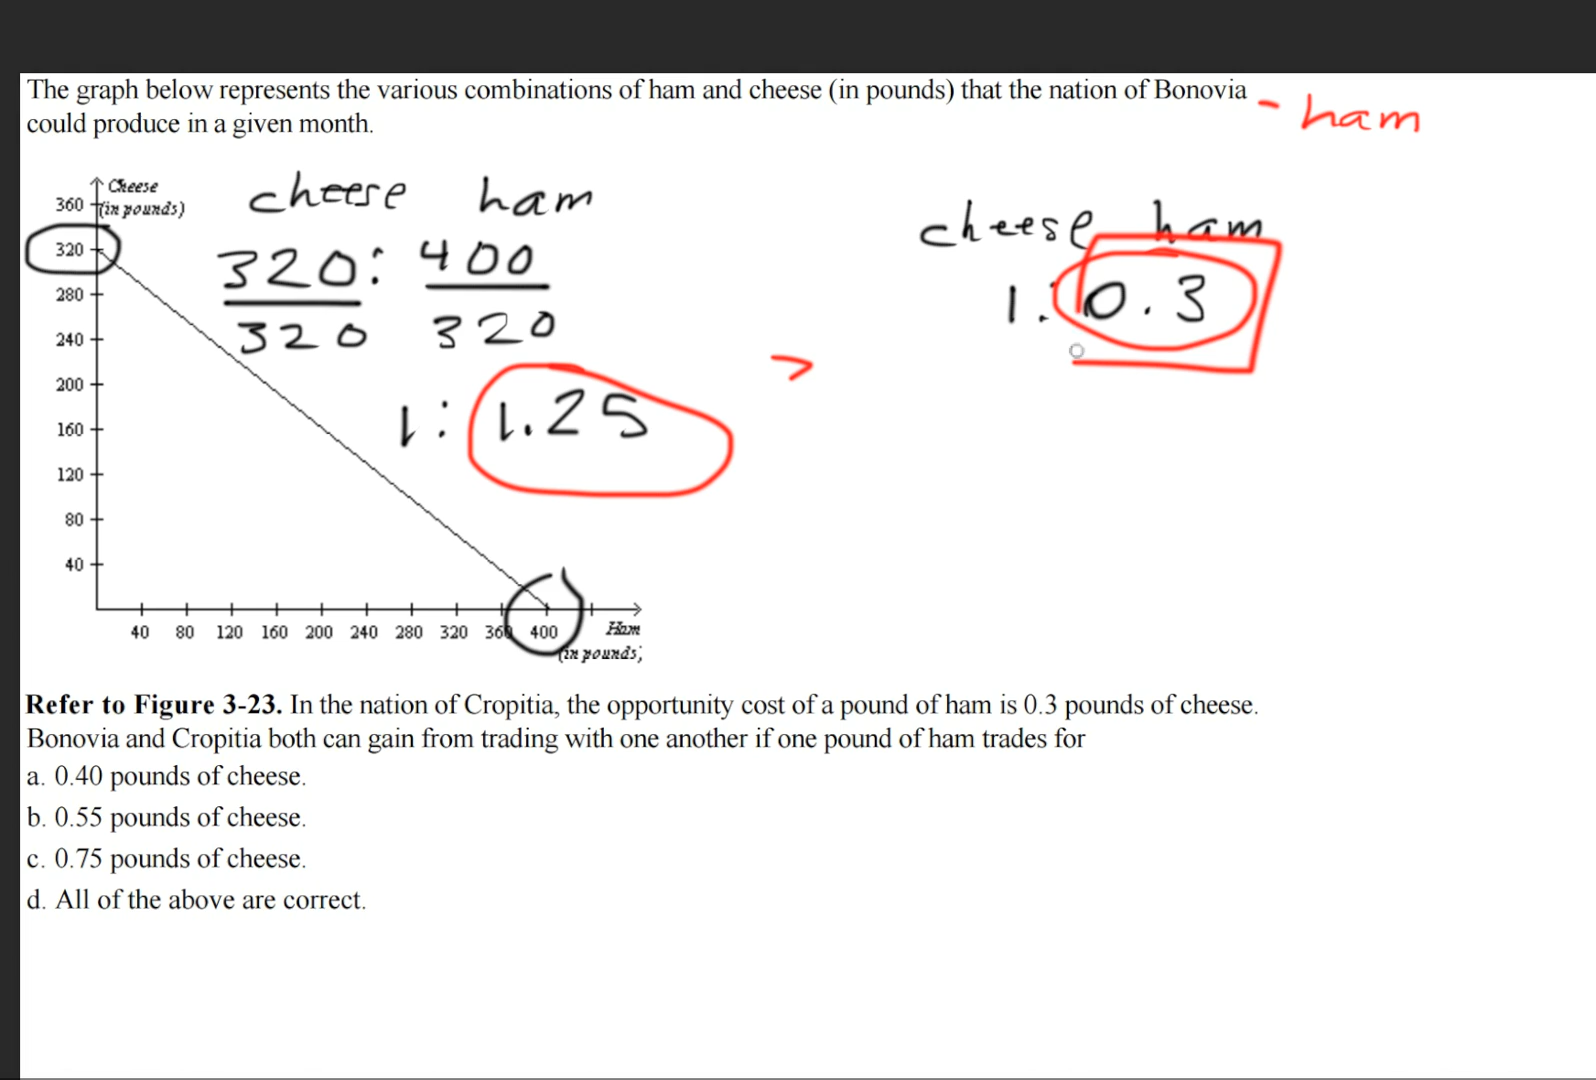 The graph below represents the various combinations of ham and cheese (in pounds) that the nation of Bonovia
- ham
could produce in a given month.
Cheese
(in pounds)
360
320
280
240
200
160
120
80
40
40 80 120 160 200 240 280 320 360 400
Ham
(in pounds)
cheese ham
320: 400
320 320
1: 1.25
>
cheese ham
1: 0.3
Refer to Figure 3-23. In the nation of Cropitia, the opportunity cost of a pound of ham is 0.3 pounds of cheese.
Bonovia and Cropitia both can gain from trading with one another if one pound of ham trades for
a. 0.40 pounds of cheese.
b. 0.55 pounds of cheese.
c. 0.75 pounds of cheese.
d. All of the above are correct.